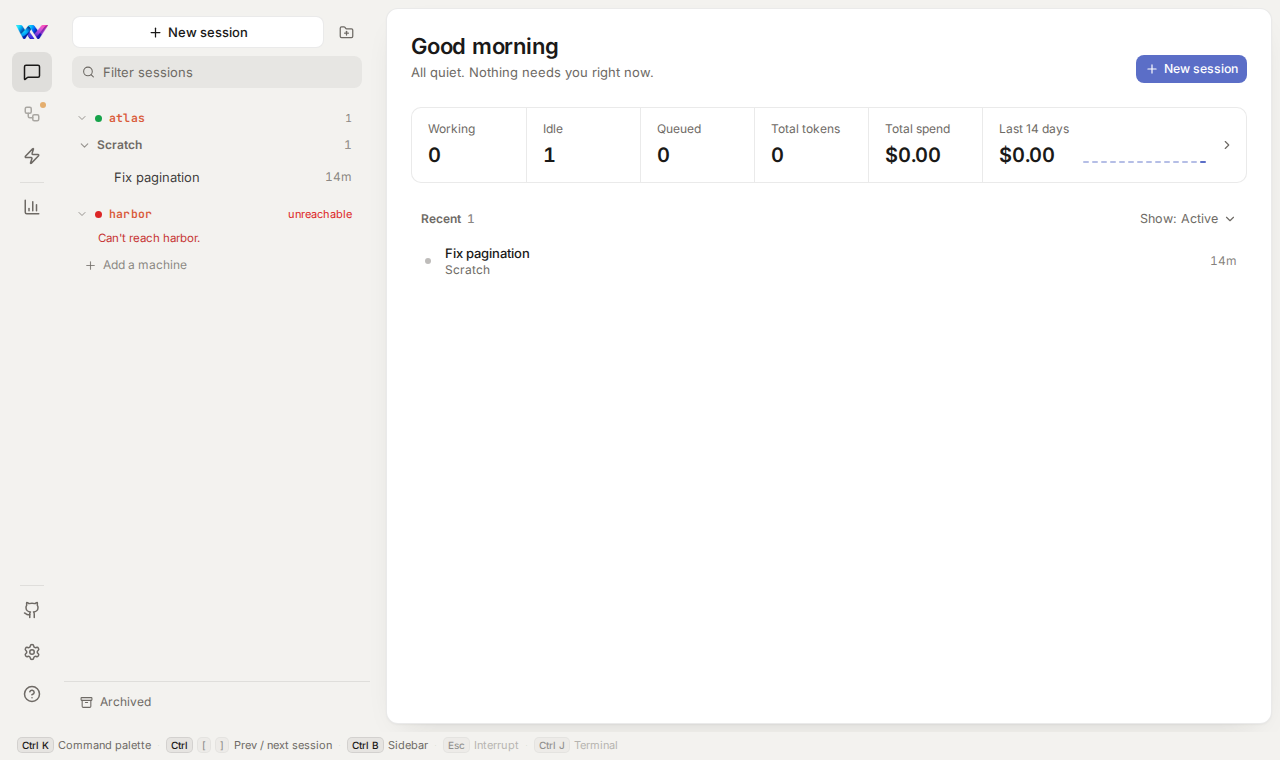 New session
Filter sessions
atlas 1
Scratch 1
Fix pagination 14m
harbor unreachable
Can't reach harbor.
Add a machine
Archived
Good morning
All quiet. Nothing needs you right now.
New session
Working Idle Queued Total tokens Total spend Last 14 days
0 1 0 0 $0.00 $0.00
Recent 1 Show: Active
Fix pagination
Scratch
14m
Ctrl K Command palette Ctrl [ ] Prev / next session Ctrl B Sidebar Esc Interrupt Ctrl J Terminal